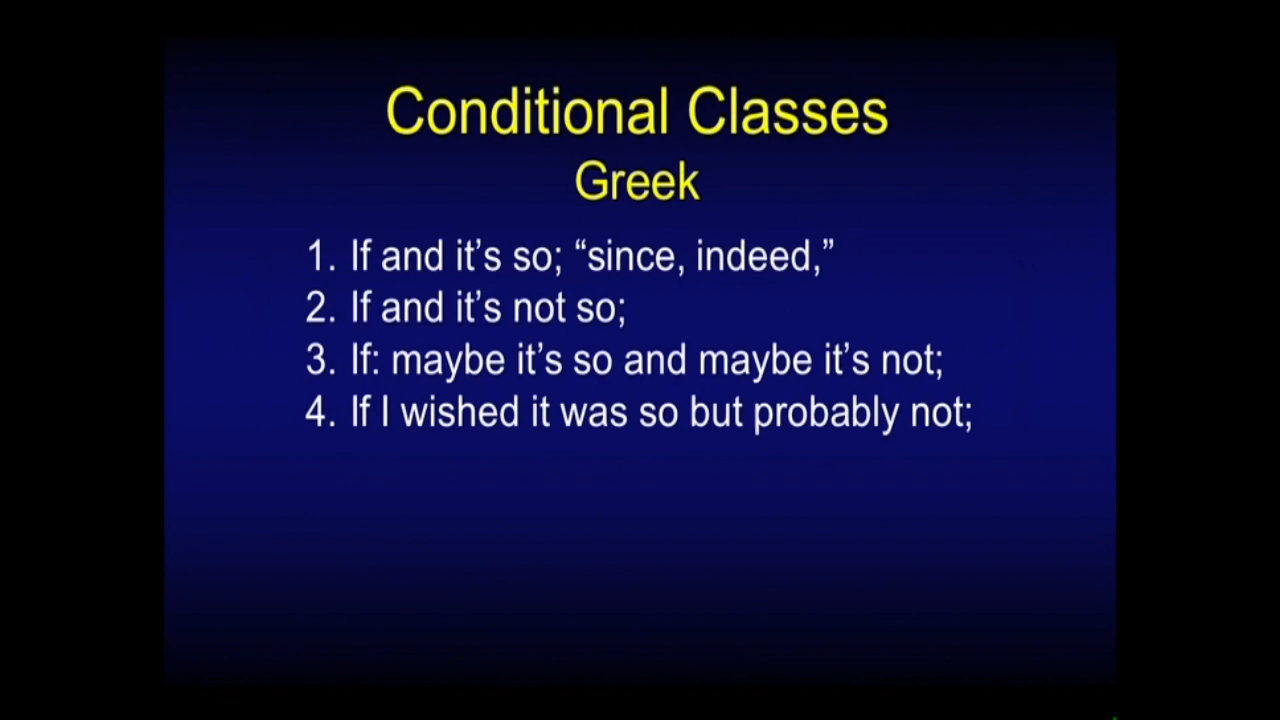 Conditional Classes
Greek
1. If and it’s so; “since, indeed,”
2. If and it’s not so;
3. If: maybe it’s so and maybe it’s not;
4. If I wished it was so but probably not;